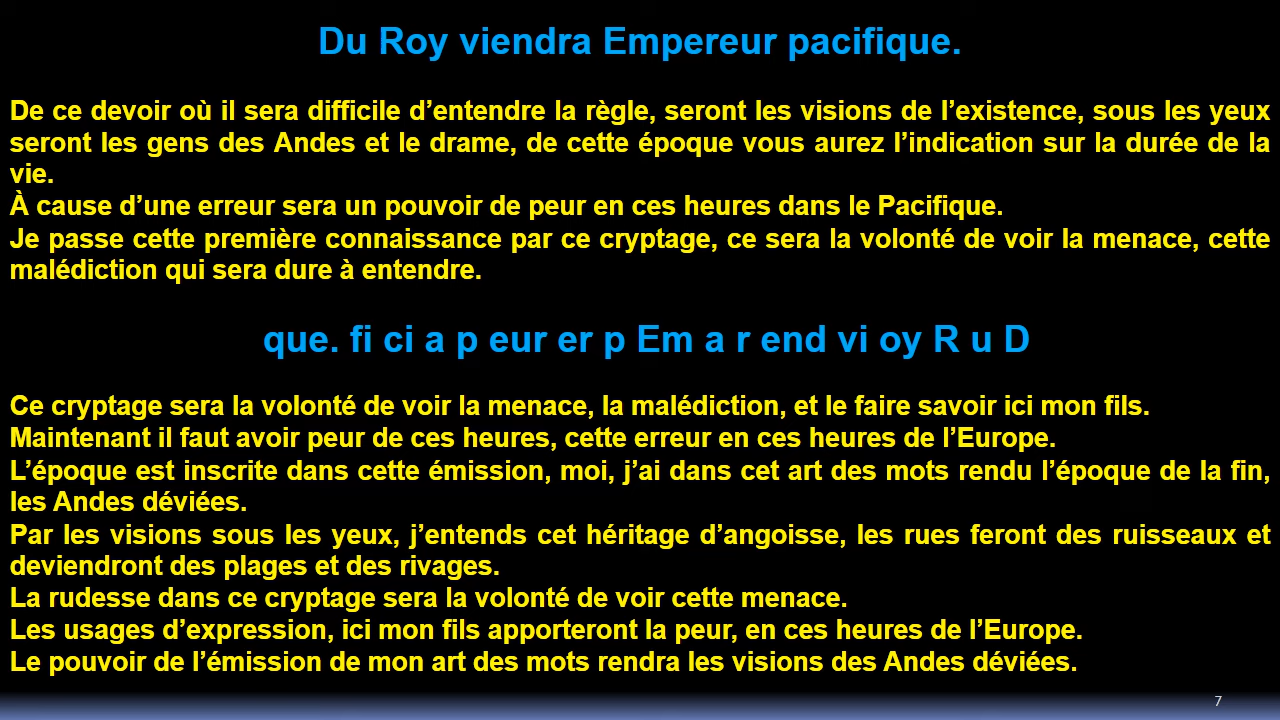 Du Roy viendra Empereur pacifique.
De ce devoir où il sera difficile d’entendre la règle, seront les visions de l’existence, sous les yeux
seront les gens des Andes et le drame, de cette époque vous aurez l’indication sur la durée de la
vie.
À cause d’une erreur sera un pouvoir de peur en ces heures dans le Pacifique.
Je passe cette première connaissance par ce cryptage, ce sera la volonté de voir la menace, cette
malédiction qui sera dure à entendre.
que. fi ci a p eur er p Em a r end vi oy R u D
Ce cryptage sera la volonté de voir la menace, la malédiction, et le faire savoir ici mon fils.
Maintenant il faut avoir peur de ces heures, cette erreur en ces heures de l’Europe.
L’époque est inscrite dans cette émission, moi, j’ai dans cet art des mots rendu l’époque de la fin,
les Andes déviées.
Par les visions sous les yeux, j’entends cet héritage d’angoisse, les rues feront des ruisseaux et
deviendront des plages et des rivages.
La rudesse dans ce cryptage sera la volonté de voir cette menace.
Les usages d’expression, ici mon fils apporteront la peur, en ces heures de l’Europe.
Le pouvoir de l’émission de mon art des mots rendra les visions des Andes déviées.
7